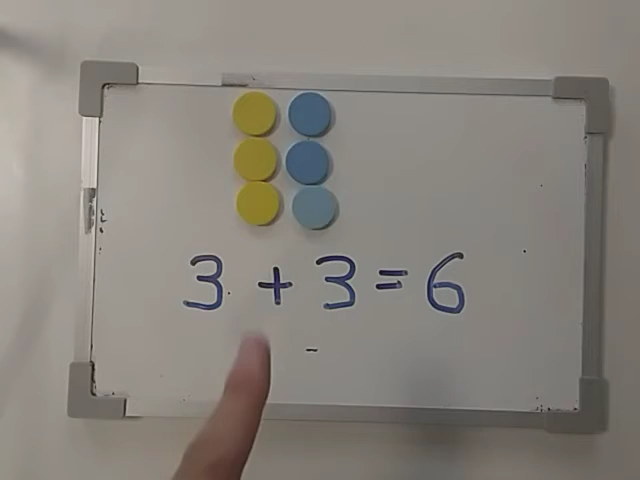 3 + 3 = 6